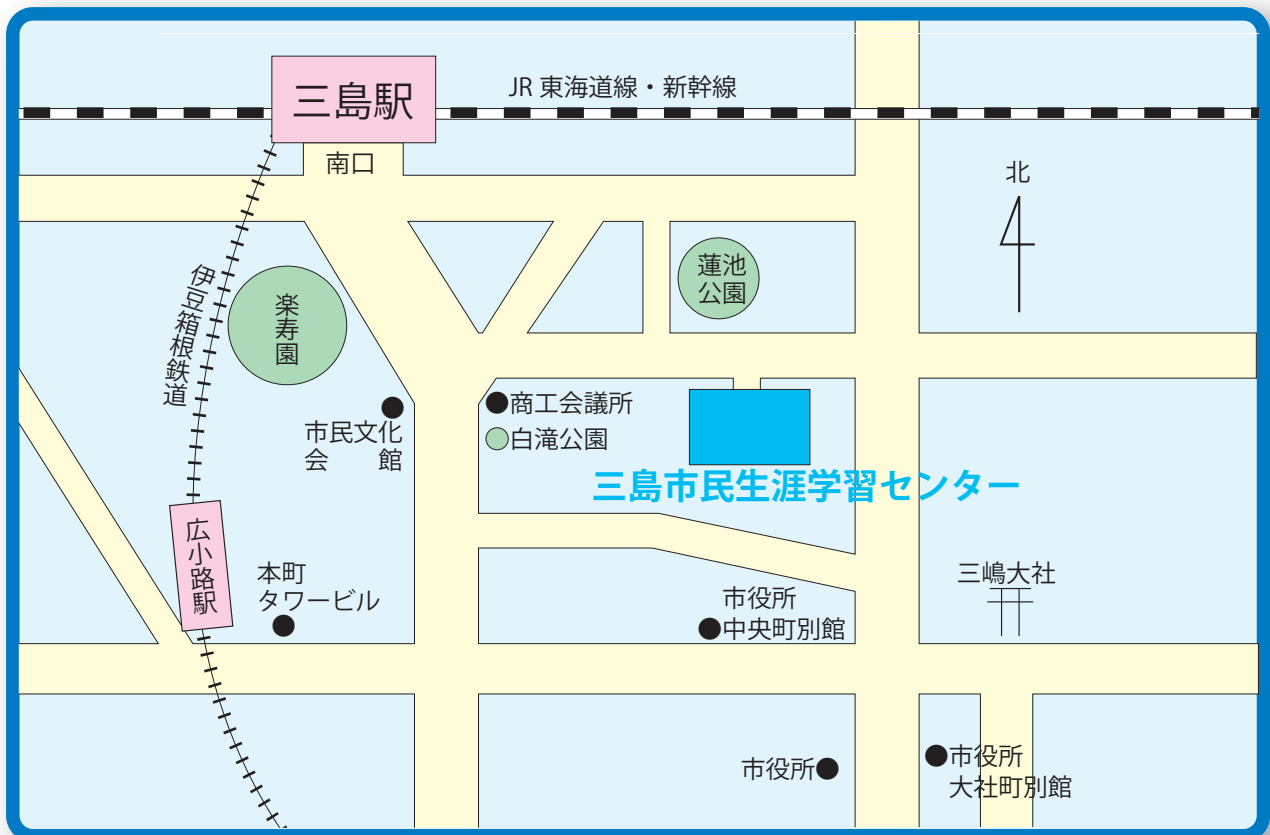 三島駅
JR 東海道線・新幹線
南口
北
伊豆箱根鉄道
楽寿園
蓮池
公園
市民文化
会館
商工会議所
白滝公園
三島市民生涯学習センター
広小路駅
本町
タワービル
市役所
中央町別館
三嶋大社
市役所
市役所
大社町別館